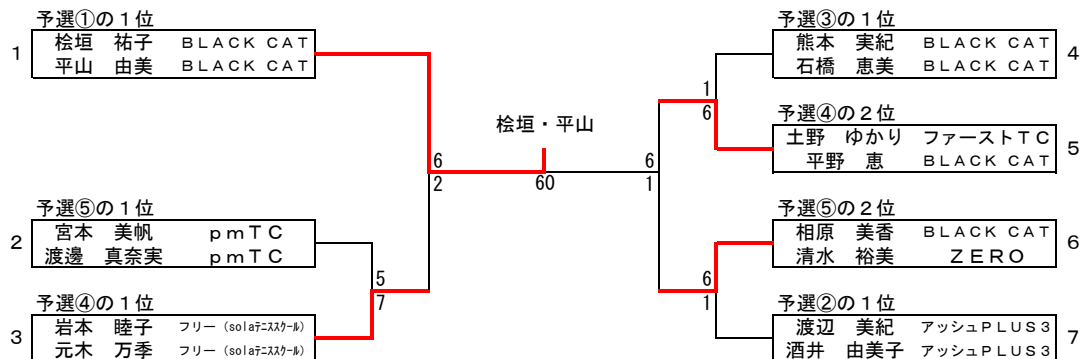 予選①の１位
1
桧垣　祐子　ＢＬＡＣＫ ＣＡＴ
平山　由美　ＢＬＡＣＫ ＣＡＴ
予選⑤の１位
2
宮本　美帆　ｐｍＴＣ
渡邊　真奈実　ｐｍＴＣ
予選④の１位
3
岩本　睦子　フリー（solaﾃﾆｽｽｸｰﾙ）
元木　万季　フリー（solaﾃﾆｽｽｸｰﾙ）
5
7
6
2
桧垣・平山
60
6
1
1
6
6
1
予選③の１位
熊本　実紀　ＢＬＡＣＫ ＣＡＴ
石橋　恵美　ＢＬＡＣＫ ＣＡＴ
4
予選④の２位
土野　ゆかり　ファーストＴＣ
平野　恵　ＢＬＡＣＫ ＣＡＴ
5
予選⑤の２位
相原　美香　ＢＬＡＣＫ ＣＡＴ
清水　裕美　ＺＥＲＯ
6
予選②の１位
渡辺　美紀　アッシュＰＬＵＳ３
酒井　由美子　アッシュＰＬＵＳ３
7